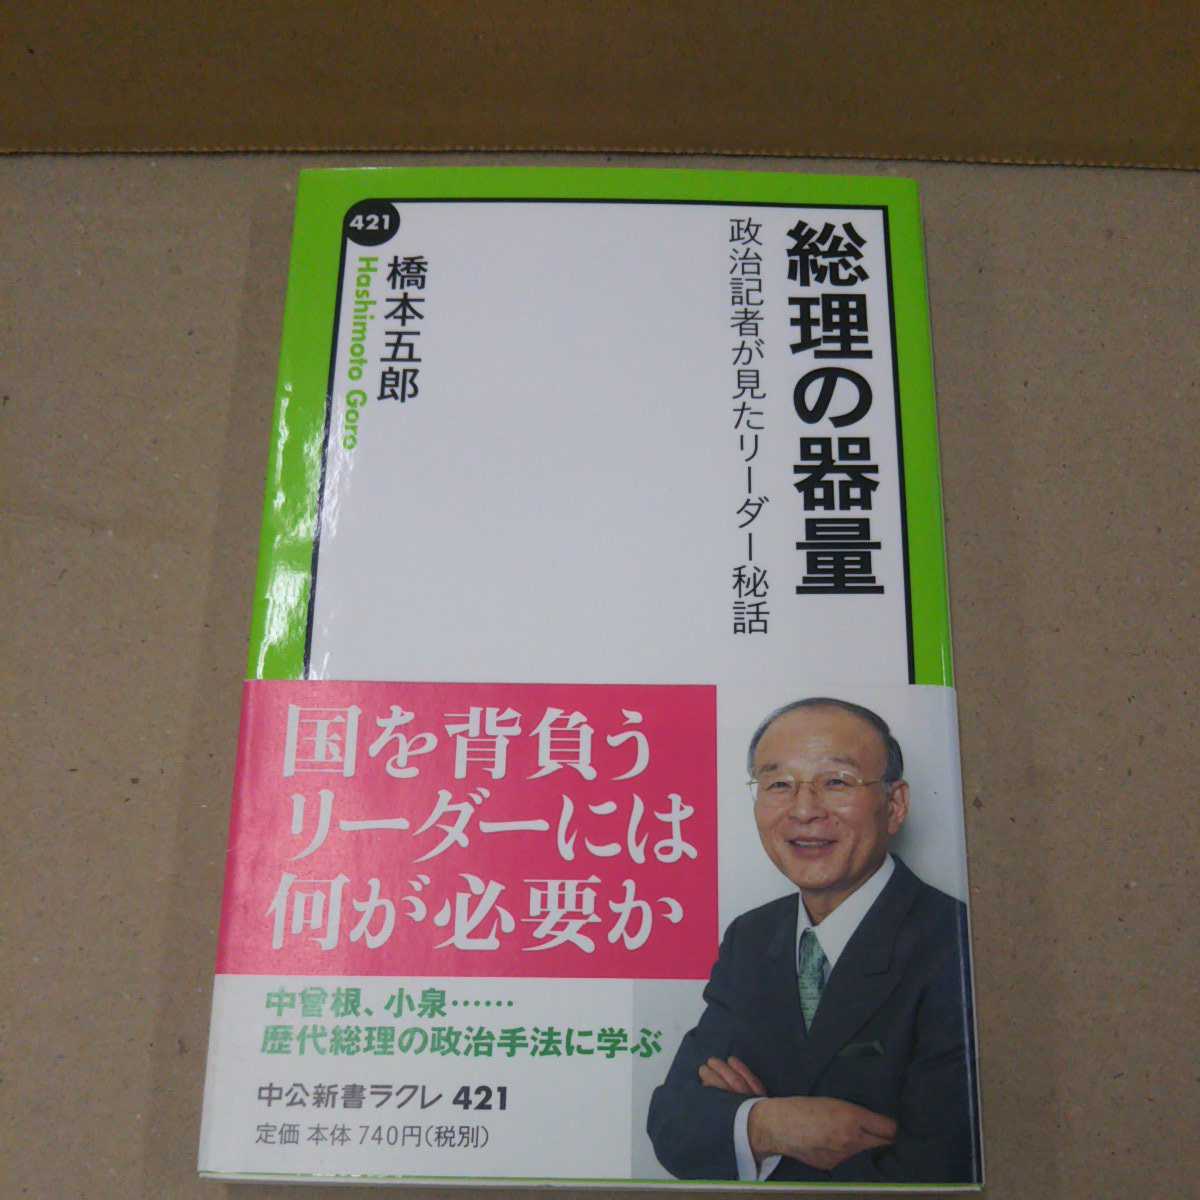 総理の器量
政治記者が見たリーダー秘話
421
橋本五郎
Hashimoto Goro
国を背負う
リーダーには
何が必要か
中曾根、小泉……
歴代総理の政治手法に学ぶ
中公新書ラクレ 421
定価 本体 740円(税別)